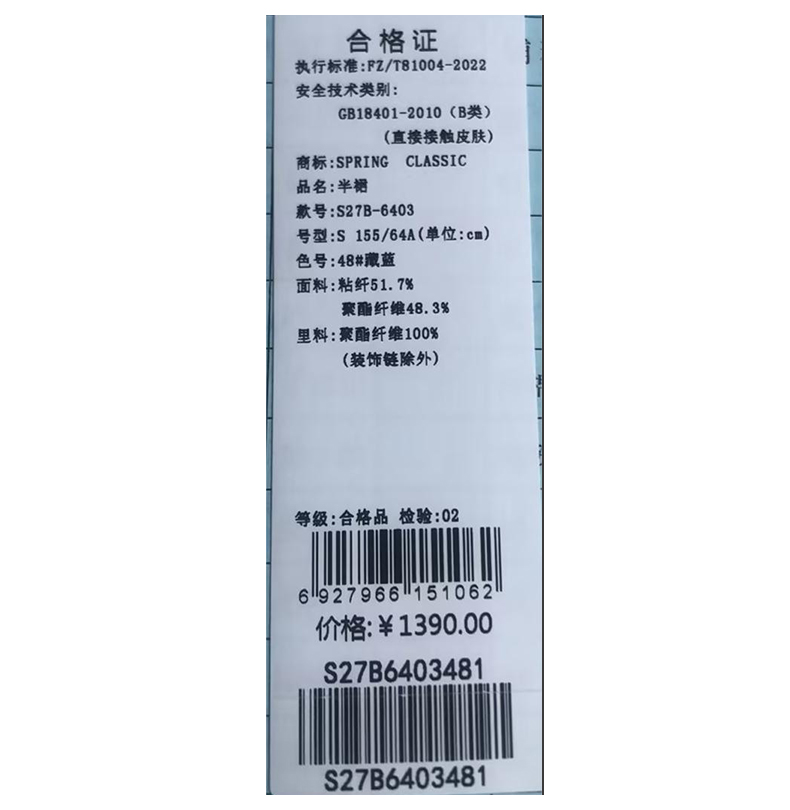 合格证
执行标准:FZ/T81004-2022
安全技术类别:
GB18401-2010（B类）
(直接接触皮肤)
商标:SPRING CLASSIC
品名:半裙
款号:S27B-6403
号型:S 155/64A(单位:cm)
色号:48#藏蓝
面料:粘纤51.7%
聚酯纤维48.3%
里料:聚酯纤维100%
(装饰链除外)
等级:合格品 检验:02
6 927966 151062
价格:￥1390.00
S27B6403481
S27B6403481